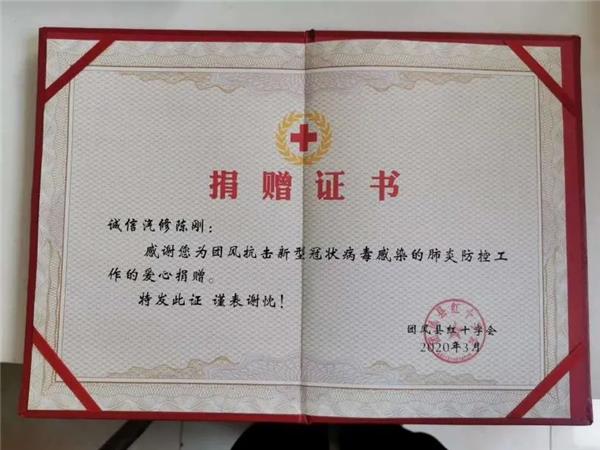 捐赠证书
诚信汽修陈刚：
感谢您为团风抗击新型冠状病毒感染的肺炎防控工
作的爱心捐赠。
特发此证 谨表谢忱！
团风县红十字会
2020年3月